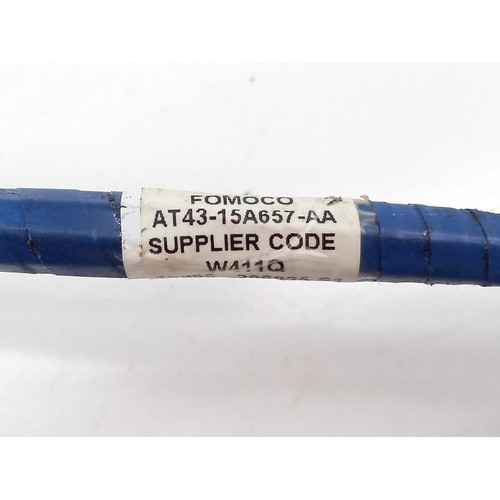 FOMOCO
AT43-15A657-AA
SUPPLIER CODE
W411Q